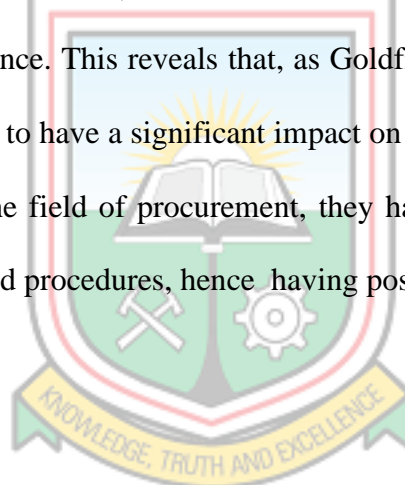 nce. This reveals that, as Goldf
to have a significant impact on
e field of procurement, they ha
d procedures, hence having pos
KNOWLEDGE, TRUTH AND EXCELLENCE